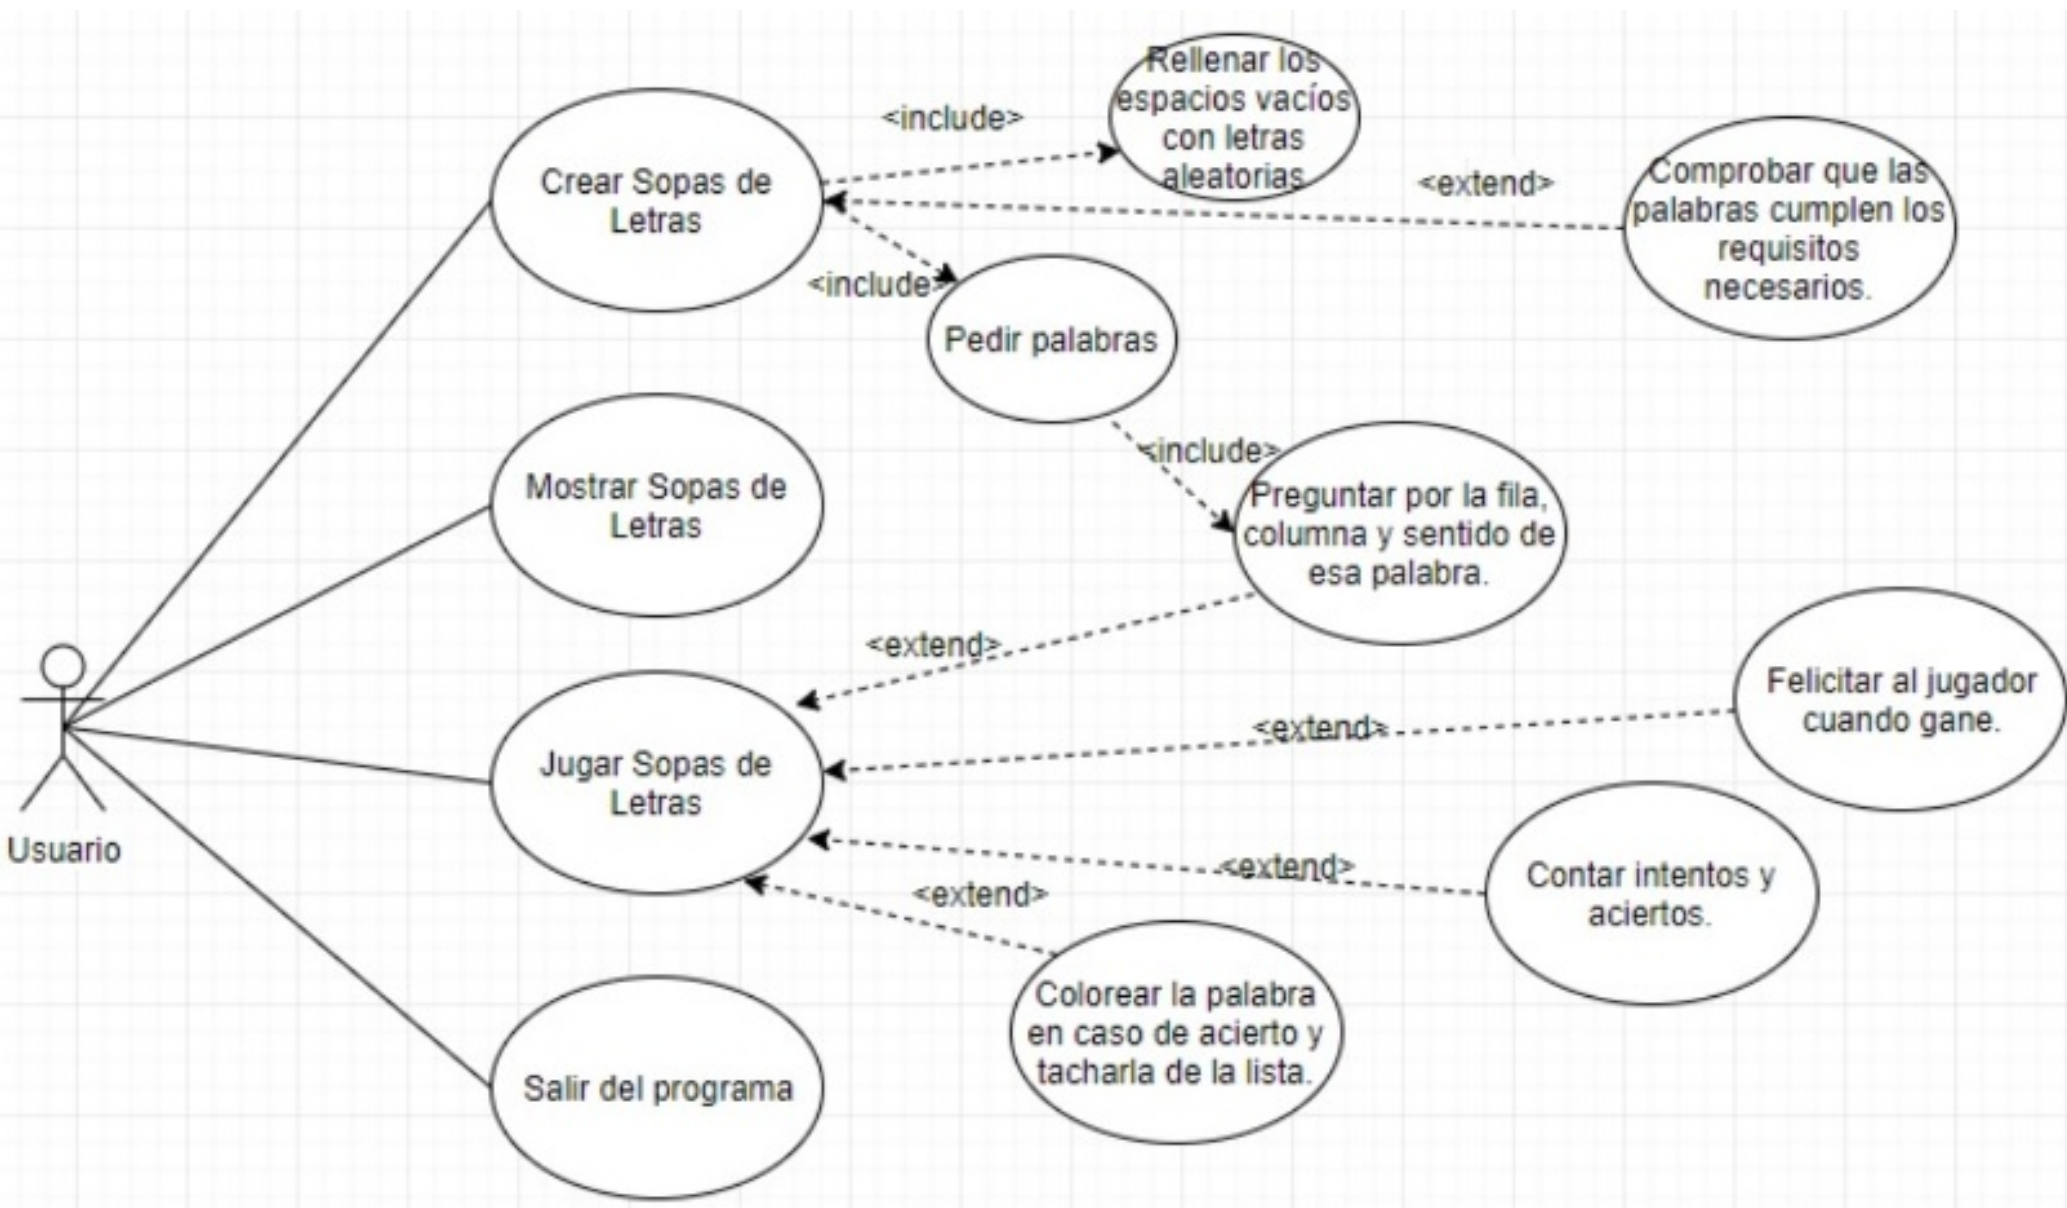 Rellenar los
espacios vacíos
con letras
aleatorias
<include>
Crear Sopas de
Letras
<extend>
Comprobar que las
palabras cumplen los
requisitos
necesarios.
<include>
Pedir palabras
<include>
Mostrar Sopas de
Letras
Preguntar por la fila,
columna y sentido de
esa palabra.
<extend>
Felicitar al jugador
cuando gane.
<extend>
Jugar Sopas de
Letras
Usuario
<extend>
Contar intentos y
aciertos.
<extend>
Colorear la palabra
en caso de acierto y
tacharla de la lista.
Salir del programa